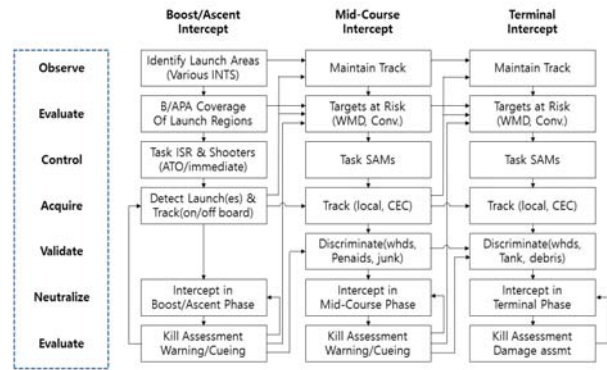 Boost/Ascent
Intercept
Mid-Course
Intercept
Terminal
Intercept
Observe
Identify Launch Areas
(Various INTS)
Maintain Track
Maintain Track
Evaluate
B/APA Coverage
Of Launch Regions
Targets at Risk
(WMD, Conv.)
Targets at Risk
(WMD, Conv.)
Control
Task ISR & Shooters
(ATO/immediate)
Task SAMs
Task SAMs
Acquire
Detect Launch(es) &
Track(on/off board)
Track (local, CEC)
Track (local, CEC)
Validate
Discriminate(whds,
Penaids, junk)
Discriminate(whds,
Tank, debris)
Neutralize
Intercept in
Boost/Ascent Phase
Intercept in
Mid-Course Phase
Intercept in
Terminal Phase
Evaluate
Kill Assessment
Warning/Cueing
Kill Assessment
Warning/Cueing
Kill Assessment
Damage assmt